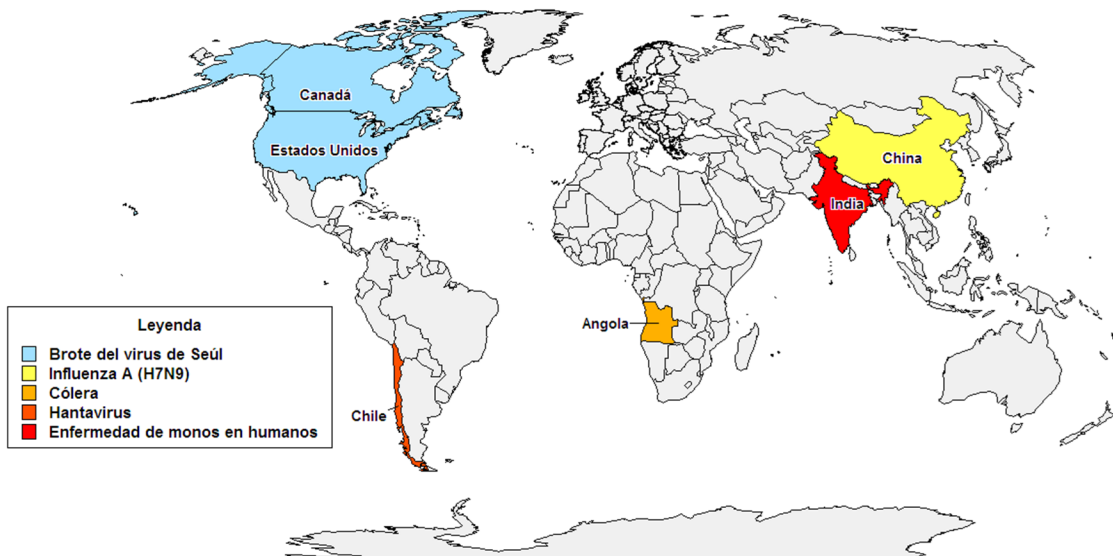 Canadá
Estados Unidos
China
India
Angola
Chile
Leyenda
Brote del virus de Seúl
Influenza A (H7N9)
Cólera
Hantavirus
Enfermedad de monos en humanos